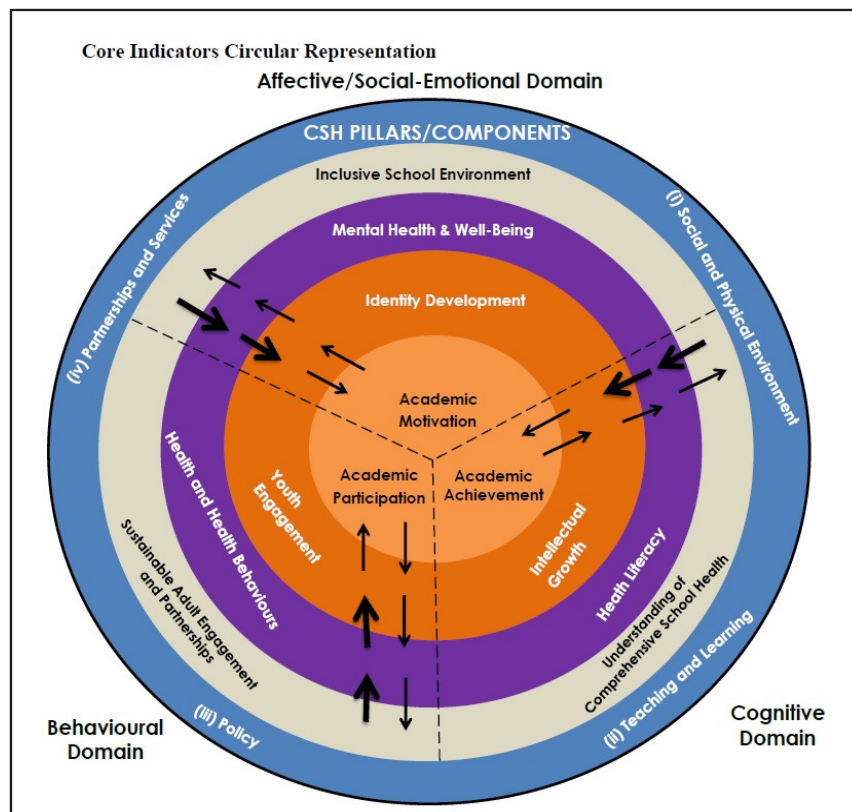 Core Indicators Circular Representation
Affective/Social-Emotional Domain
CSH PILLARS/COMPONENTS
Inclusive School Environment
(i) Social and Physical Environment
(iv) Partnerships and Services
Mental Health & Well-Being
Identity Development
Academic
Motivation
Academic
Participation
Academic
Achievement
Youth
Engagement
Intellectual
Growth
Health and Health Behaviours
Heath Literacy
Sustainable Adult Engagement
and Partnerships
Understanding of
Comprehensive School Health
(iii) Policy
(ii) Teaching and Learning
Behavioural
Domain
Cognitive
Domain